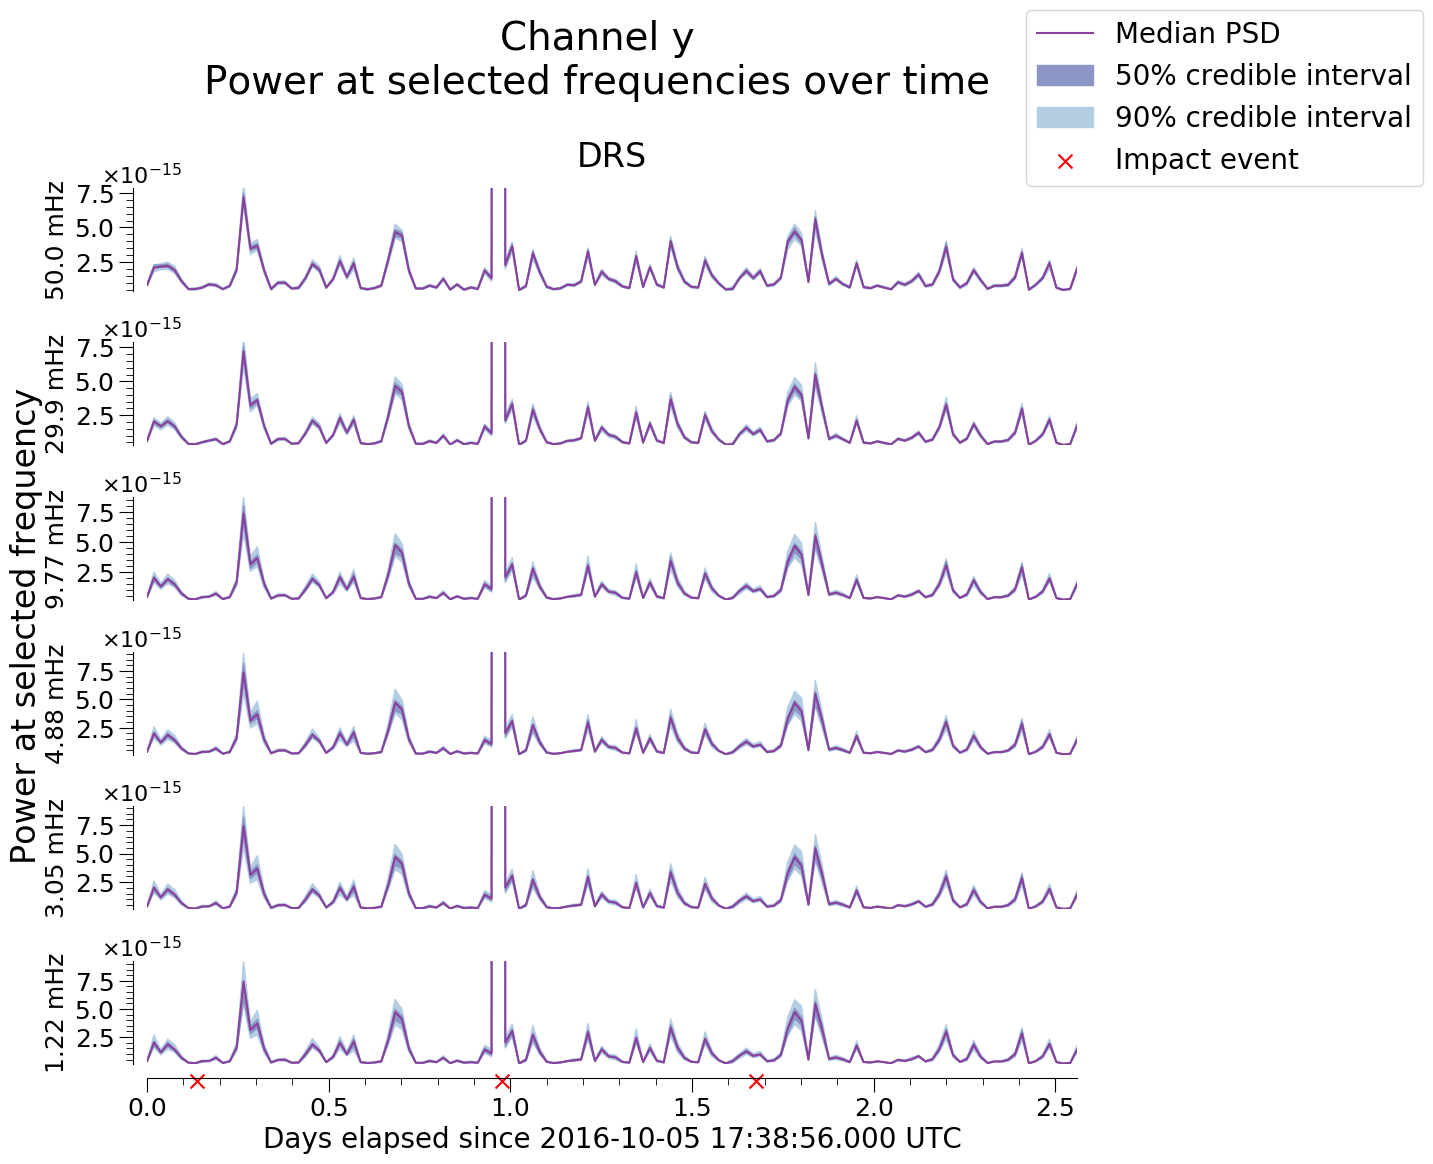 Channel y
Power at selected frequencies over time
Median PSD
50% credible interval
90% credible interval
Impact event
DRS
×10⁻¹⁵
7.5
5.0
2.5
50.0 mHz
×10⁻¹⁵
7.5
5.0
2.5
29.9 mHz
×10⁻¹⁵
7.5
5.0
2.5
9.77 mHz
×10⁻¹⁵
7.5
5.0
2.5
4.88 mHz
×10⁻¹⁵
7.5
5.0
2.5
3.05 mHz
×10⁻¹⁵
7.5
5.0
2.5
1.22 mHz
Power at selected frequency
0.0 0.5 1.0 1.5 2.0 2.5
Days elapsed since 2016-10-05 17:38:56.000 UTC